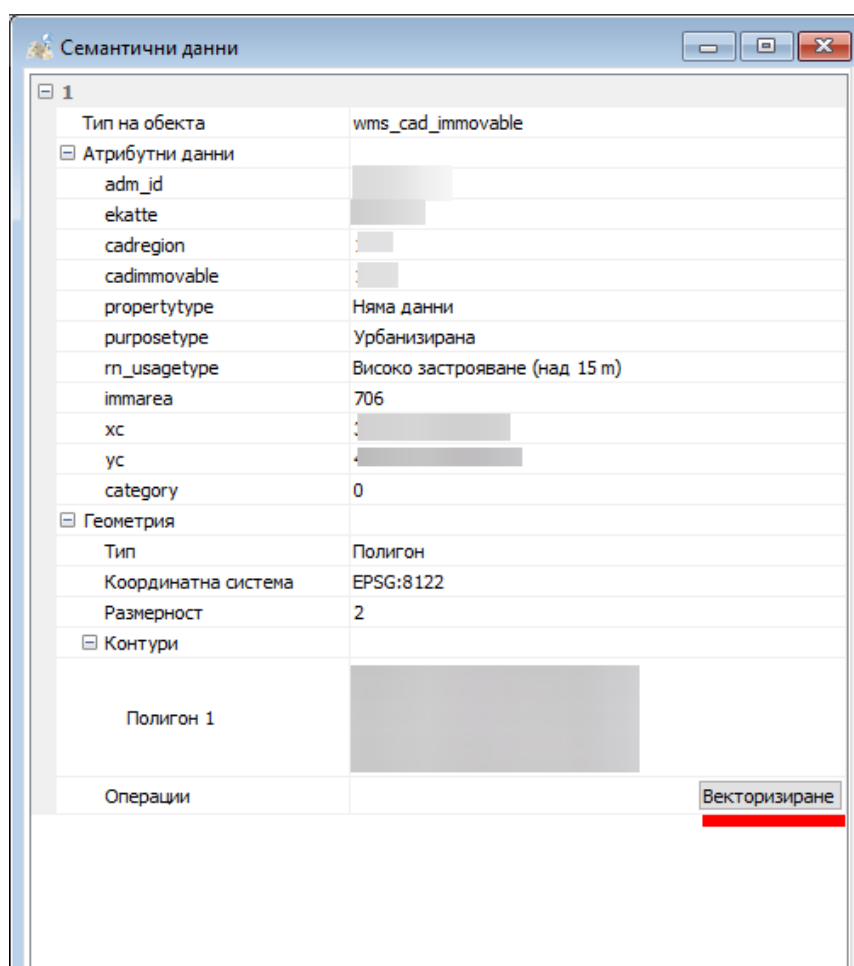 Семантични данни
1
Тип на обекта wms_cad_immovable
Атрибутни данни
adm_id
ekatte
cadregion
cadimmovable
propertytype Няма данни
purposetype Урбанизирана
rn_usagetype Високо застрояване (над 15 m)
immarea 706
xc
yc
category 0
Геометрия
Тип Полигон
Координатна система EPSG:8122
Размерност 2
Контури
Полигон 1
Операции Векторизиране